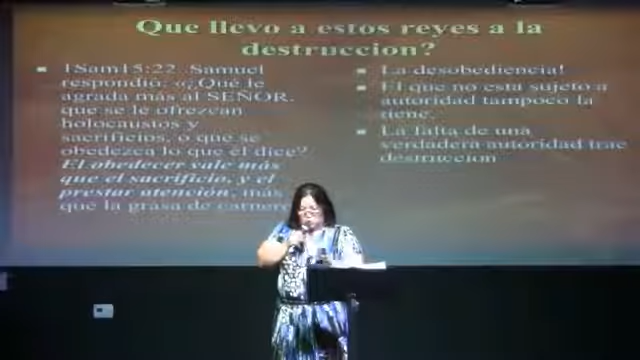 Que llevo a estos reyes a la
destruccion?
1Sam15:22 Samuel
respondió: «¿Qué le
agrada más al SEÑOR:
que se le ofrezcan
holocaustos y
sacrificios, o que se
obedezca lo que él dice?
El obedecer vale más
que el sacrificio, y el
prestar atención, más
que la grasa de carnero
La desobediencia!
El que no esta sujeto a
autoridad tampoco la
tiene.
La falta de una
verdadera autoridad trae
destruccion